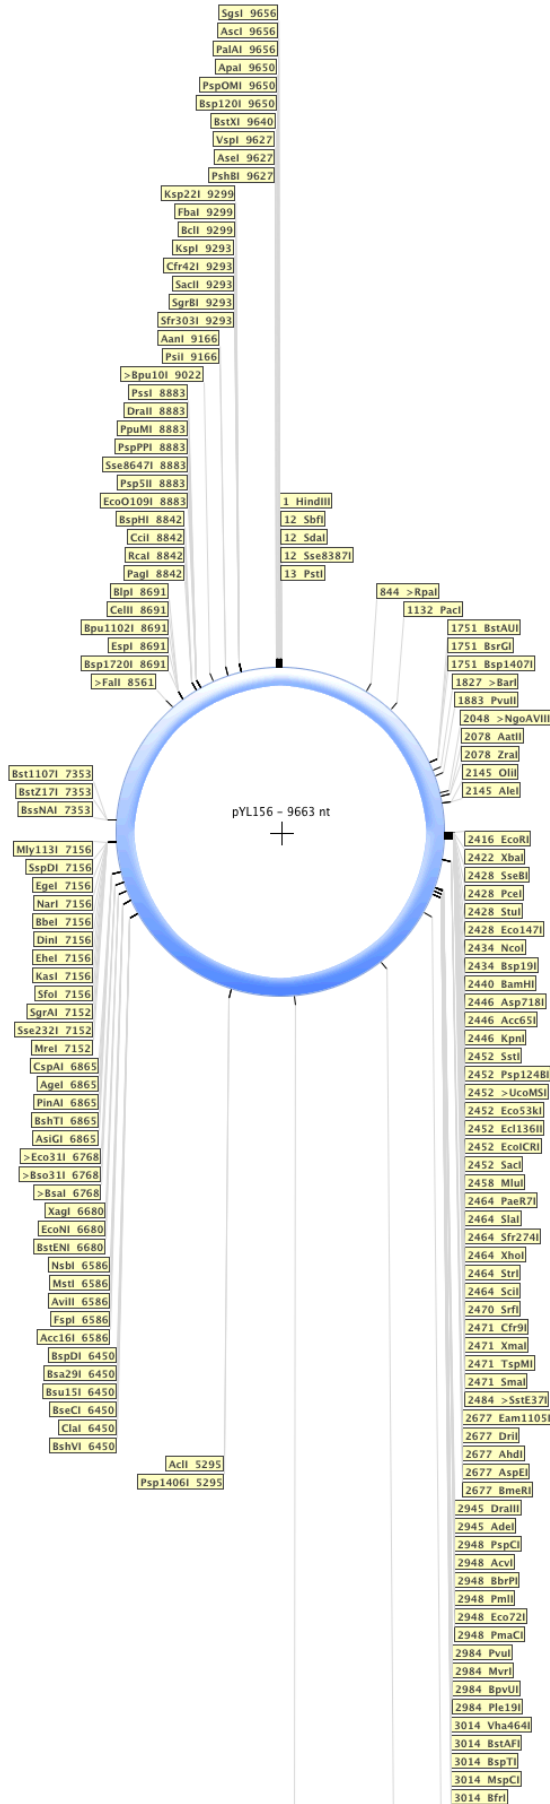 SgsI 9656
AscI 9656
PalAI 9656
ApaI 9650
PspOMI 9650
Bsp120I 9650
BstXI 9640
VspI 9627
AseI 9627
PshBI 9627
Ksp22I 9299
FbaI 9299
BclI 9299
KspI 9293
Cfr42I 9293
SacII 9293
SgrBI 9293
Sfr303I 9293
AanI 9166
PsiI 9166
>Bpu10I 9022
PssI 8883
DraII 8883
PpuMI 8883
PspPPI 8883
Sse8647I 8883
Psp5II 8883
EcoO109I 8883
BspHI 8842
CciI 8842
RcaI 8842
PagI 8842
BlpI 8691
CelII 8691
Bpu1102I 8691
EspI 8691
Bsp1720I 8691
>FalI 8561
1 HindIII
12 SbfI
12 SdaI
12 Sse8387I
13 PstI
844 >RpaI
1132 PacI
1751 BstAUI
1751 BsrGI
1751 Bsp1407I
1827 >BarI
1883 PvuII
2048 >NgoAVIII
2078 AatII
2078 ZraI
2145 OliI
2145 AleI
pYL156 – 9663 nt
Bst1107I 7353
BstZ17I 7353
BssNAI 7353
Mly113I 7156
SspDI 7156
EgeI 7156
NarI 7156
BbeI 7156
DinI 7156
EheI 7156
KasI 7156
SfoI 7156
SgrAI 7152
Sse232I 7152
MreI 7152
CspAI 6865
AgeI 6865
PinAI 6865
BshTI 6865
AsiGI 6865
>Eco31I 6768
>Bso31I 6768
>BsaI 6768
XagI 6680
EcoNI 6680
BstENI 6680
NsbI 6586
MstI 6586
AviII 6586
FspI 6586
Acc16I 6586
BspDI 6450
Bsa29I 6450
Bsu15I 6450
BseCI 6450
ClaI 6450
BshVI 6450
AclI 5295
Psp1406I 5295
2416 EcoRI
2422 XbaI
2428 SseBI
2428 PceI
2428 StuI
2428 Eco147I
2434 NcoI
2434 Bsp19I
2440 BamHI
2446 Asp718I
2446 Acc65I
2446 KpnI
2452 SstI
2452 Psp124BI
2452 >UcoMSI
2452 Eco53kI
2452 Ecl136II
2452 EcoICRI
2452 SacI
2458 MluI
2464 PaeR7I
2464 SlaI
2464 Sfr274I
2464 XhoI
2464 StrI
2464 SciI
2470 SrfI
2471 Cfr9I
2471 XmaI
2471 TspMI
2471 SmaI
2484 >SstE37I
2677 Eam1105I
2677 DriI
2677 AhdI
2677 AspEI
2677 BmeRI
2945 DraIII
2945 AdeI
2948 PspCI
2948 AcvI
2948 BbrPI
2948 PmlI
2948 Eco72I
2948 PmaCI
2984 PvuI
2984 MvrI
2984 BpvUI
2984 Ple19I
3014 Vha464I
3014 BstAFI
3014 BspTI
3014 MspCI
3014 BfrI